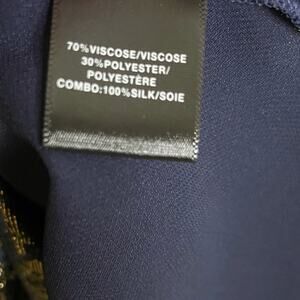 70%VISCOSE/VISCOSE
30%POLYESTER/
POLYESTÈRE
COMBO:100%SILK/SOIE